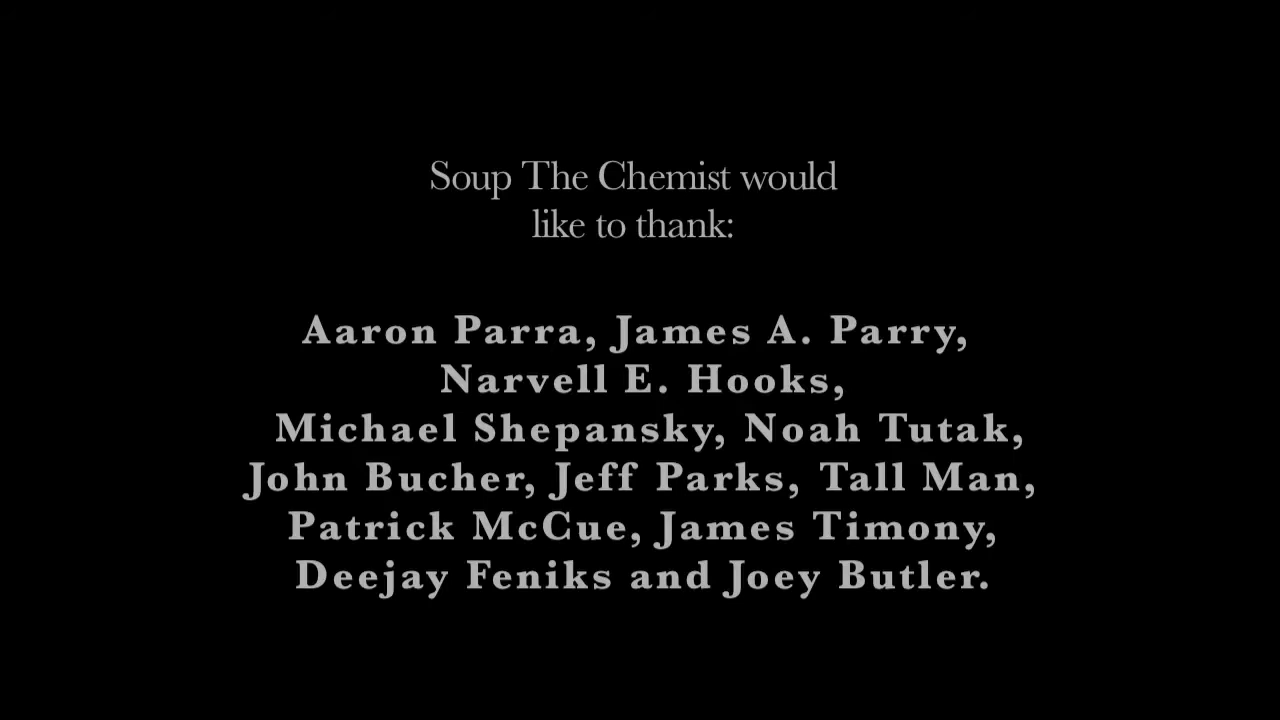 Soup The Chemist would
like to thank:
Aaron Parra, James A. Parry,
Narvell E. Hooks,
Michael Shepansky, Noah Tutak,
John Bucher, Jeff Parks, Tall Man,
Patrick McCue, James Timony,
Deejay Feniks and Joey Butler.